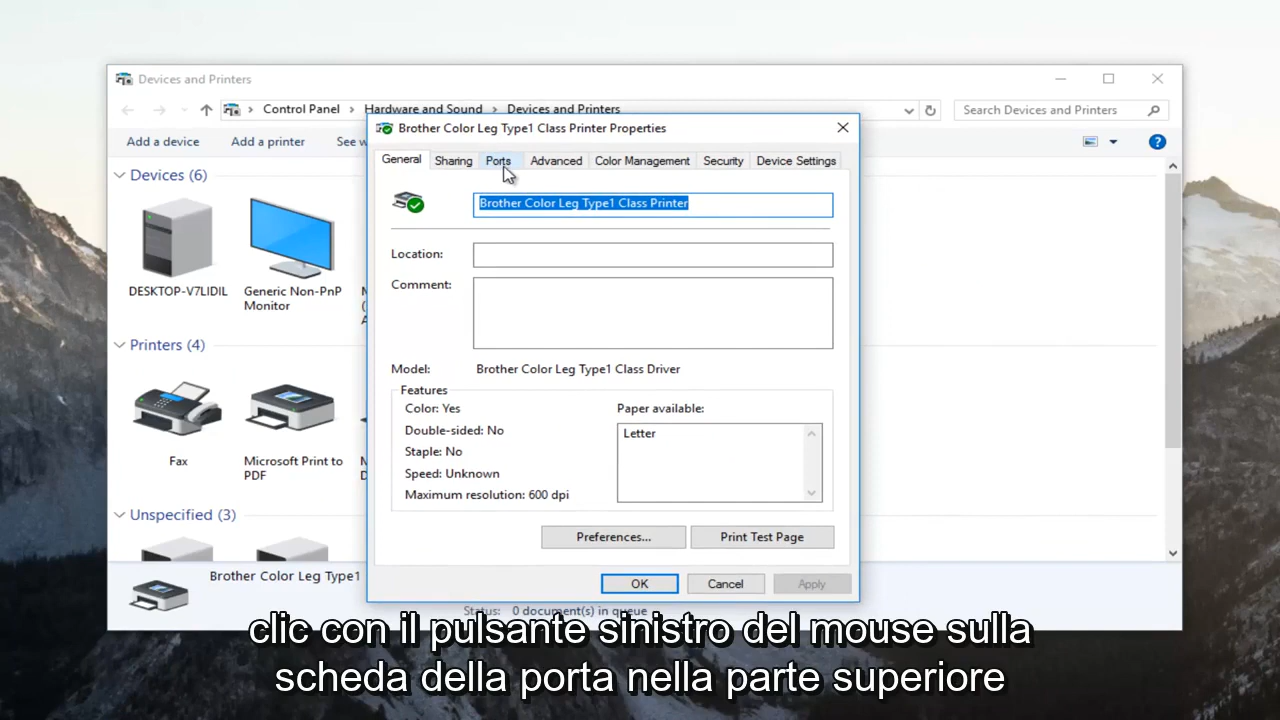 Devices and Printers
Control Panel > Hardware and Sound > Devices and Printers
Search Devices and Printers
Add a device
Add a printer
See
Devices (6)
DESKTOP-V7LIDIL
Generic Non-PnP
Monitor
Printers (4)
Fax
Microsoft Print to
PDF
Unspecified (3)
Brother Color Leg Type1
Status: 0 document(s) in queue
Brother Color Leg Type1 Class Printer Properties
General
Sharing
Ports
Advanced
Color Management
Security
Device Settings
Brother Color Leg Type1 Class Printer
Location:
Comment:
Model: Brother Color Leg Type1 Class Driver
Features
Color: Yes
Double-sided: No
Staple: No
Speed: Unknown
Maximum resolution: 600 dpi
Paper available:
Letter
Preferences...
Print Test Page
OK
Cancel
Apply
clic con il pulsante sinistro del mouse sulla
scheda della porta nella parte superiore